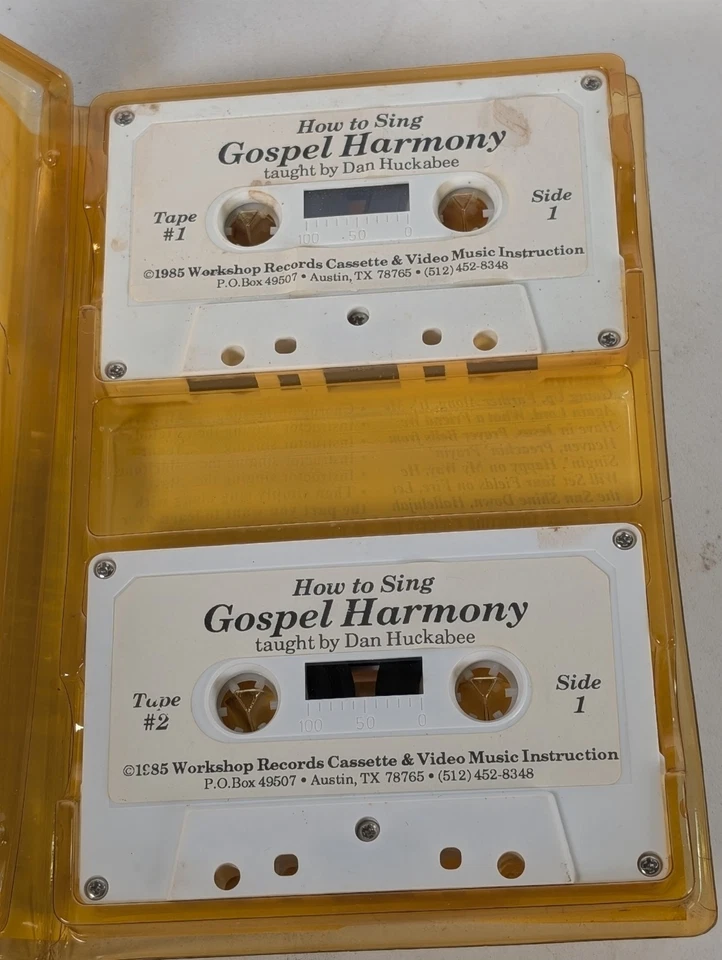 How to Sing
Gospel Harmony
taught by Dan Huckabee
Tape
#1
Side
1
100 50 0
©1985 Workshop Records Cassette & Video Music Instruction
P.O.Box 49507 • Austin, TX 78765 • (512) 452-8348
How to Sing
Gospel Harmony
taught by Dan Huckabee
Tape
#2
Side
1
100 50 0
©1985 Workshop Records Cassette & Video Music Instruction
P.O.Box 49507 • Austin, TX 78765 • (512) 452-8348